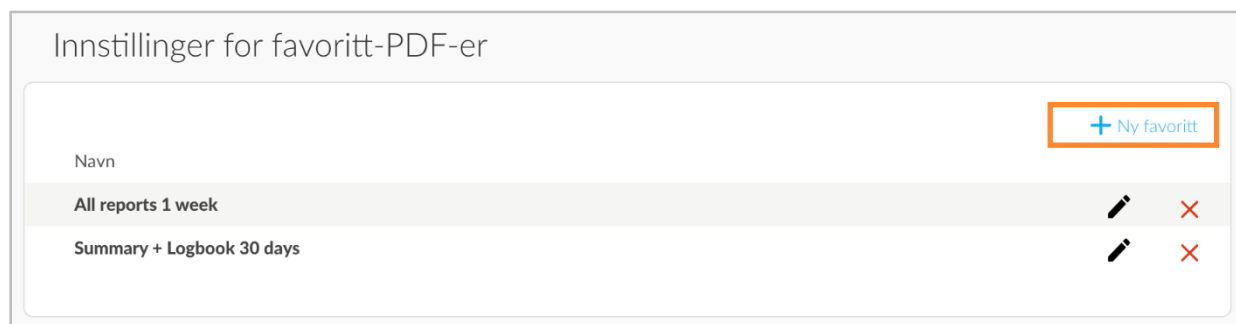 Innstillinger for favoritt-PDF-er
+ Ny favoritt
Navn
All reports 1 week
Summary + Logbook 30 days